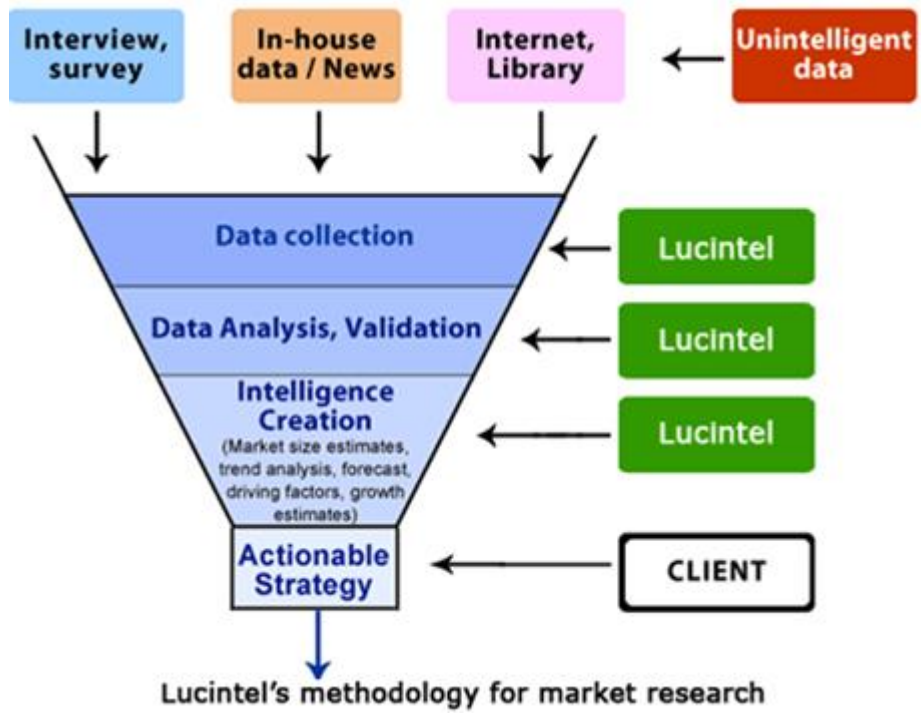 Interview,
survey
In-house
data / News
Internet,
Library
Unintelligent
data
Data collection
Lucintel
Data Analysis, Validation
Lucintel
Intelligence
Creation
(Market size estimates,
trend analysis, forecast,
driving factors, growth
estimates)
Lucintel
Actionable
Strategy
CLIENT
Lucintel's methodology for market research